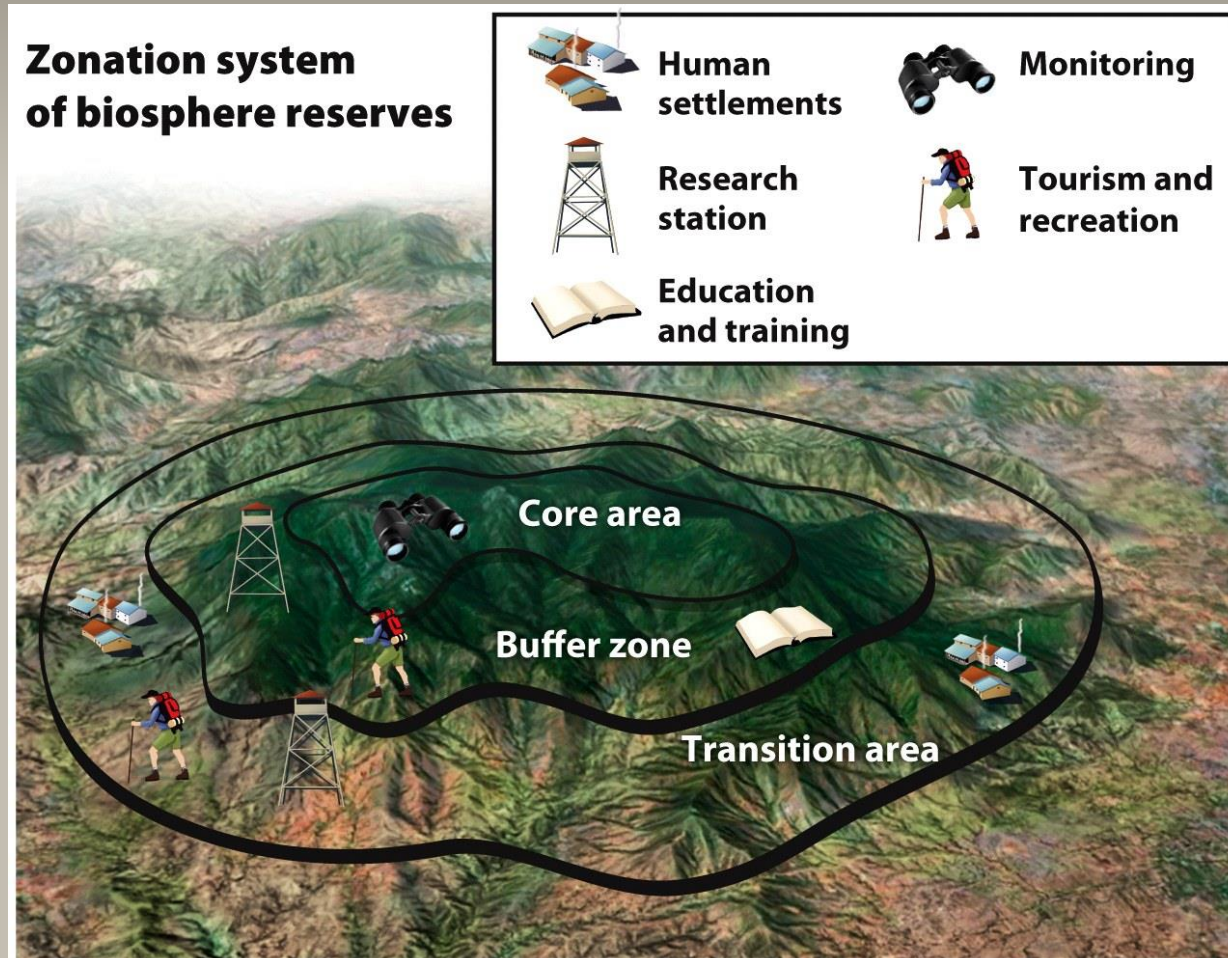 Zonation system
of biosphere reserves
Human
settlements
Monitoring
Research
station
Tourism and
recreation
Education
and training
Core area
Buffer zone
Transition area